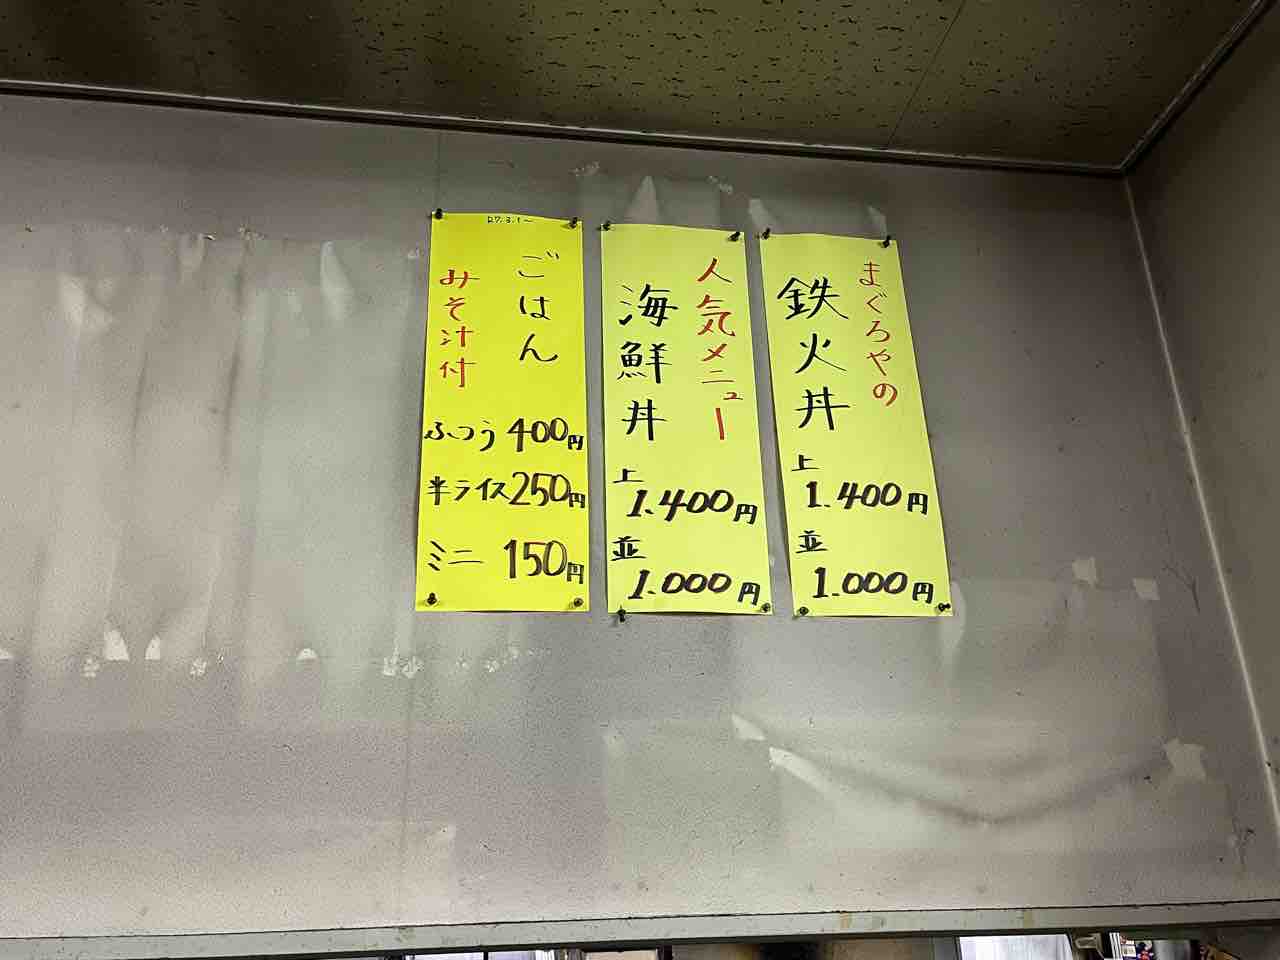 まぐろやの
鉄火丼
上
1.400円
並
1.000円
人気メニュー
海鮮丼
上
1.400円
並
1.000円
R7.3.1〜
ごはん
みそ汁付
ふつう 400円
半ライス 250円
ミニ 150円